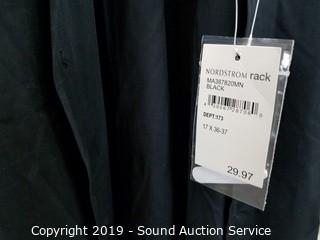 NORDSTROM rack
MA387820MN
BLACK
DEPT:173
17 X 36-37
29.97
Copyright 2019 - Sound Auction Service